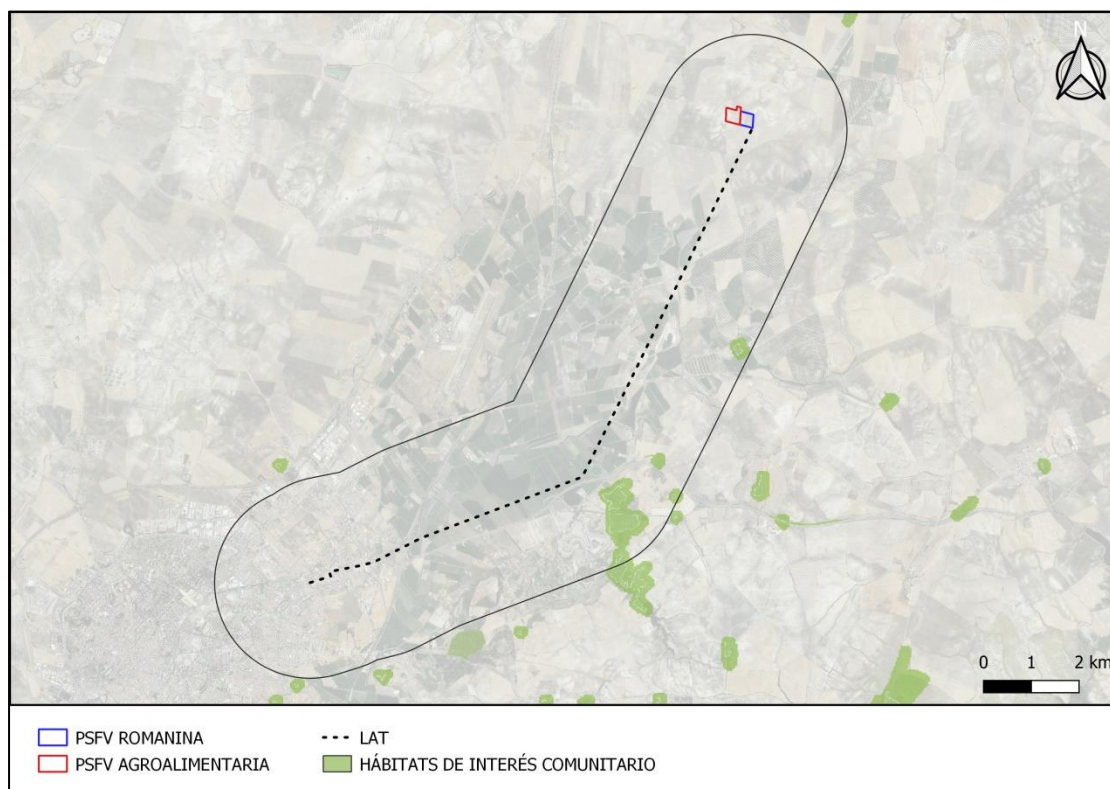 N
0 1 2 km
PSFV ROMANINA
LAT
PSFV AGROALIMENTARIA
HÁBITATS DE INTERÉS COMUNITARIO